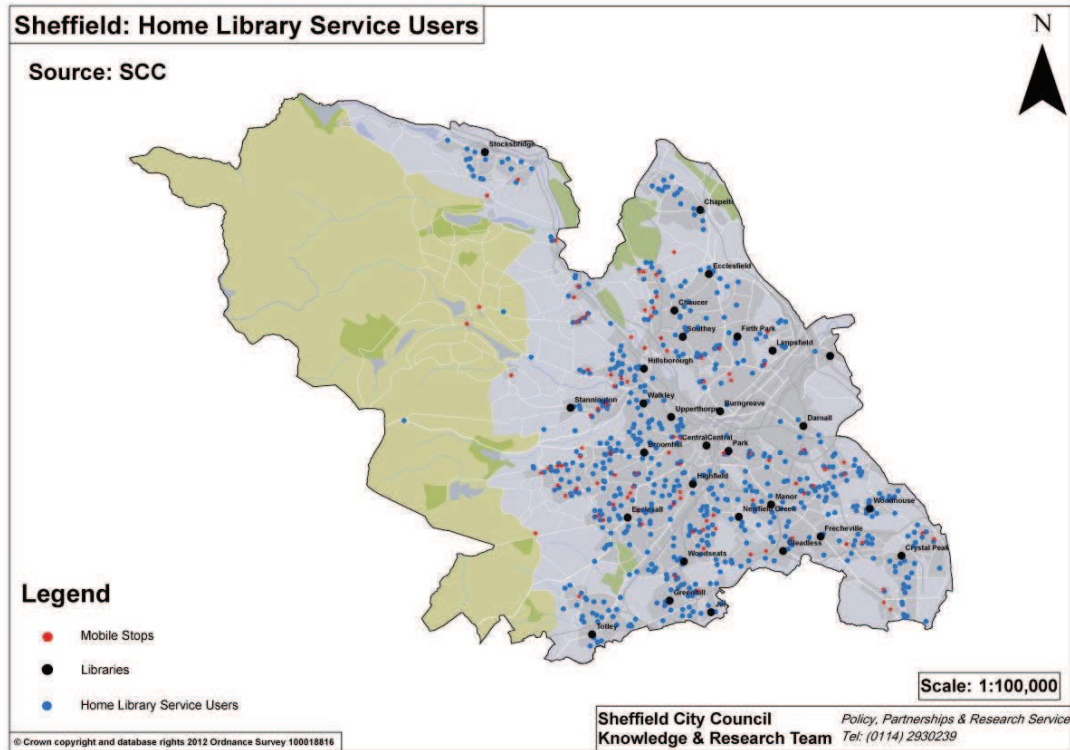 Sheffield: Home Library Service Users
N
Source: SCC
Stocksbridge
Chapelt
Ecclesfield
Chaucer
Southey
Firth Park
Limpsfield
Hillsborough
Walkley
Stannington
Upperthorpe
Burngreave
Darnall
CentralCentral
Broomhill
Park
Highfield
Manor
Woodhouse
Ecclesall
Newfield Green
Frecheville
Gleadless
Crystal Peak
Woodseats
Greenhill
Totley
Legend
Mobile Stops
Libraries
Home Library Service Users
Scale: 1:100,000
Sheffield City Council
Knowledge & Research Team
Policy, Partnerships & Research Service
Tel: (0114) 2930239
© Crown copyright and database rights 2012 Ordnance Survey 100018816